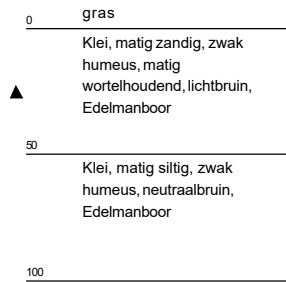 gras
0
Klei, matig zandig, zwak
humeus, matig
wortelhoudend, lichtbruin,
Edelmanboor
50
Klei, matig siltig, zwak
humeus, neutraalbruin,
Edelmanboor
100